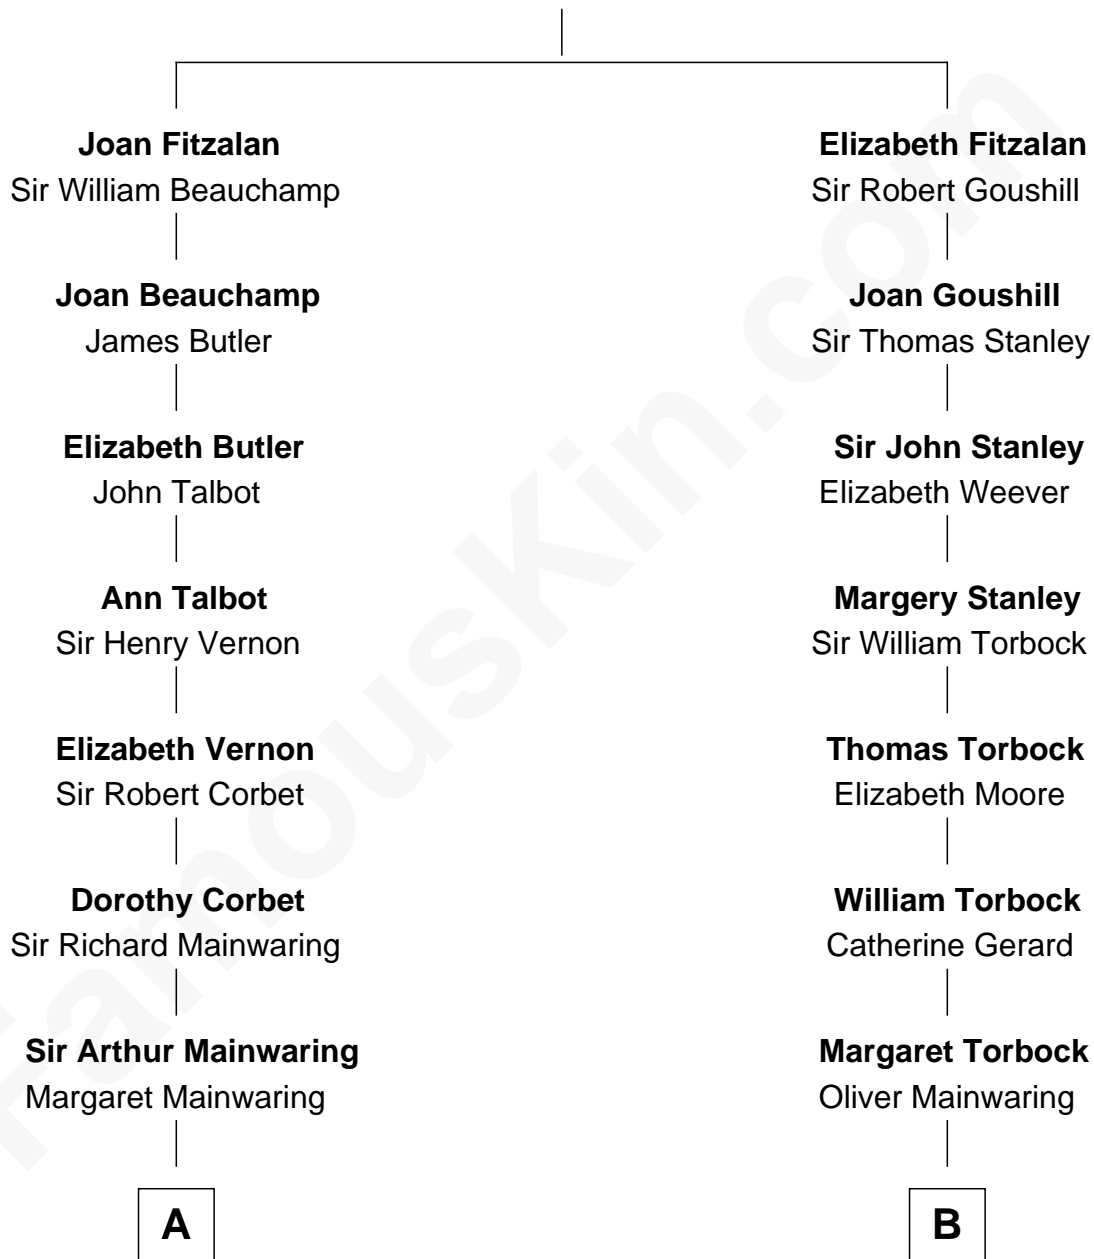 Joan Fitzalan
Sir William Beauchamp
Elizabeth Fitzalan
Sir Robert Goushill
Joan Beauchamp
James Butler
Joan Goushill
Sir Thomas Stanley
Elizabeth Butler
John Talbot
Sir John Stanley
Elizabeth Weever
Ann Talbot
Sir Henry Vernon
Margery Stanley
Sir William Torbock
Elizabeth Vernon
Sir Robert Corbet
Thomas Torbock
Elizabeth Moore
Dorothy Corbet
Sir Richard Mainwaring
William Torbock
Catherine Gerard
Sir Arthur Mainwaring
Margaret Mainwaring
Margaret Torbock
Oliver Mainwaring
A
B
FamousKin.com